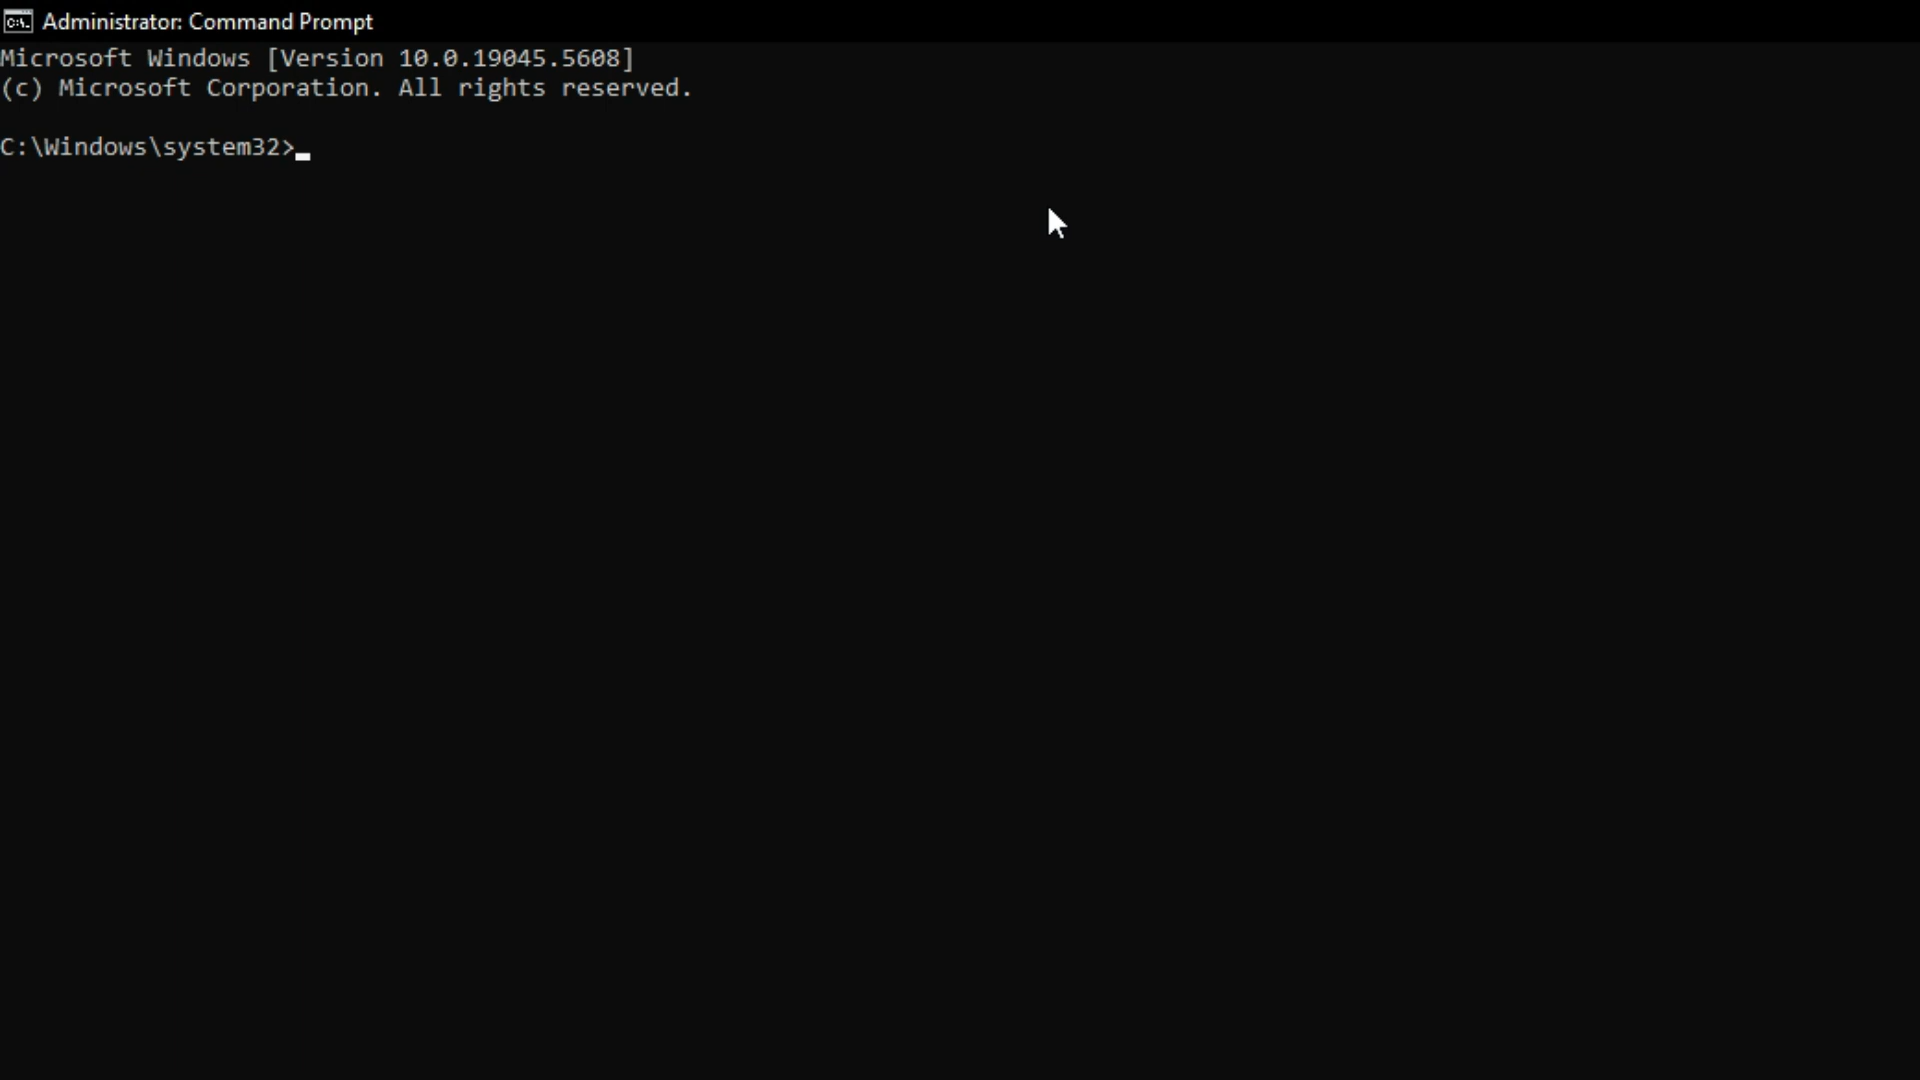 Administrator: Command Prompt
Microsoft Windows [Version 10.0.19045.5608]
(c) Microsoft Corporation. All rights reserved.
C:\Windows\system32>